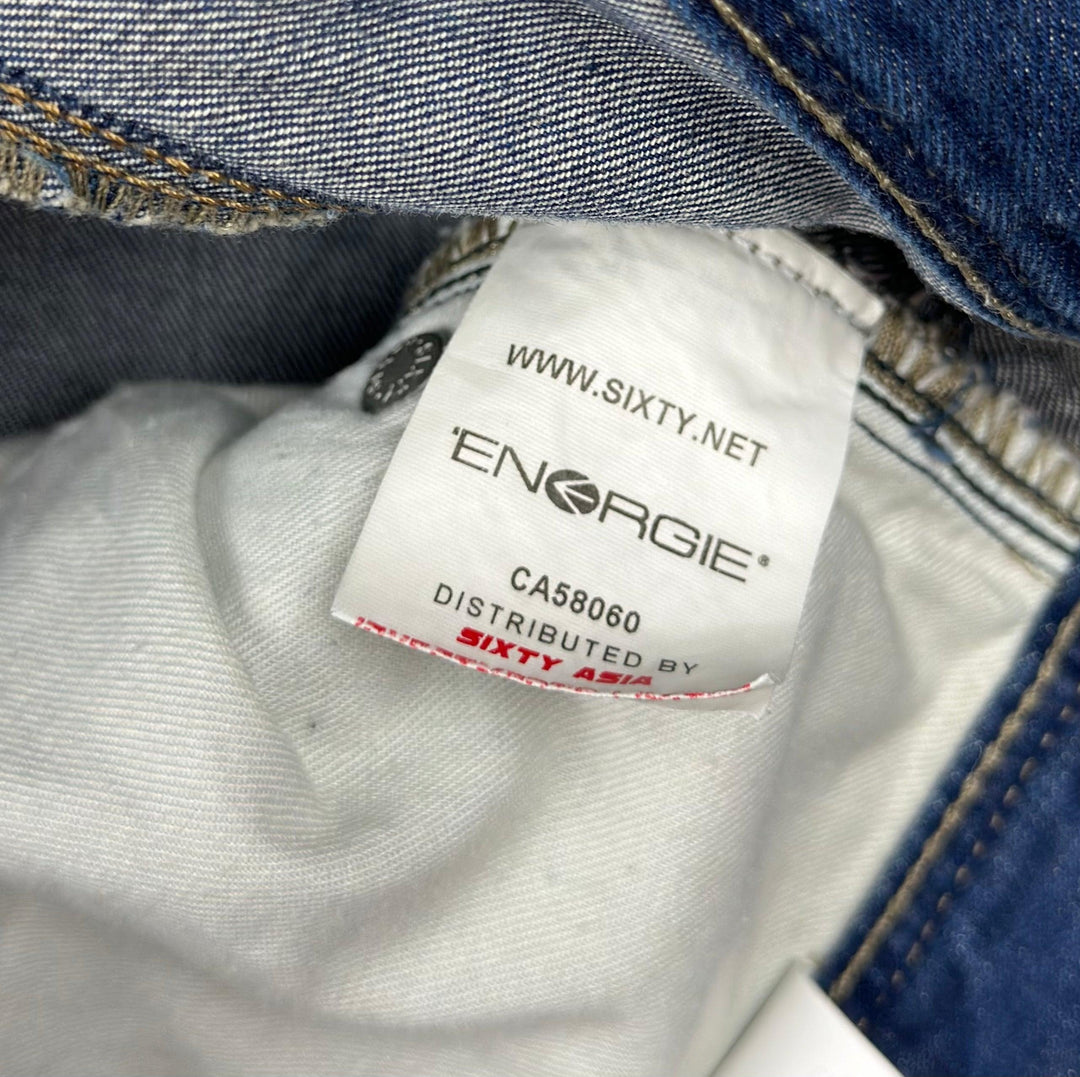 WWW.SIXTY.NET
'ENERGIE®
CA58060
DISTRIBUTED BY
SIXTY ASIA